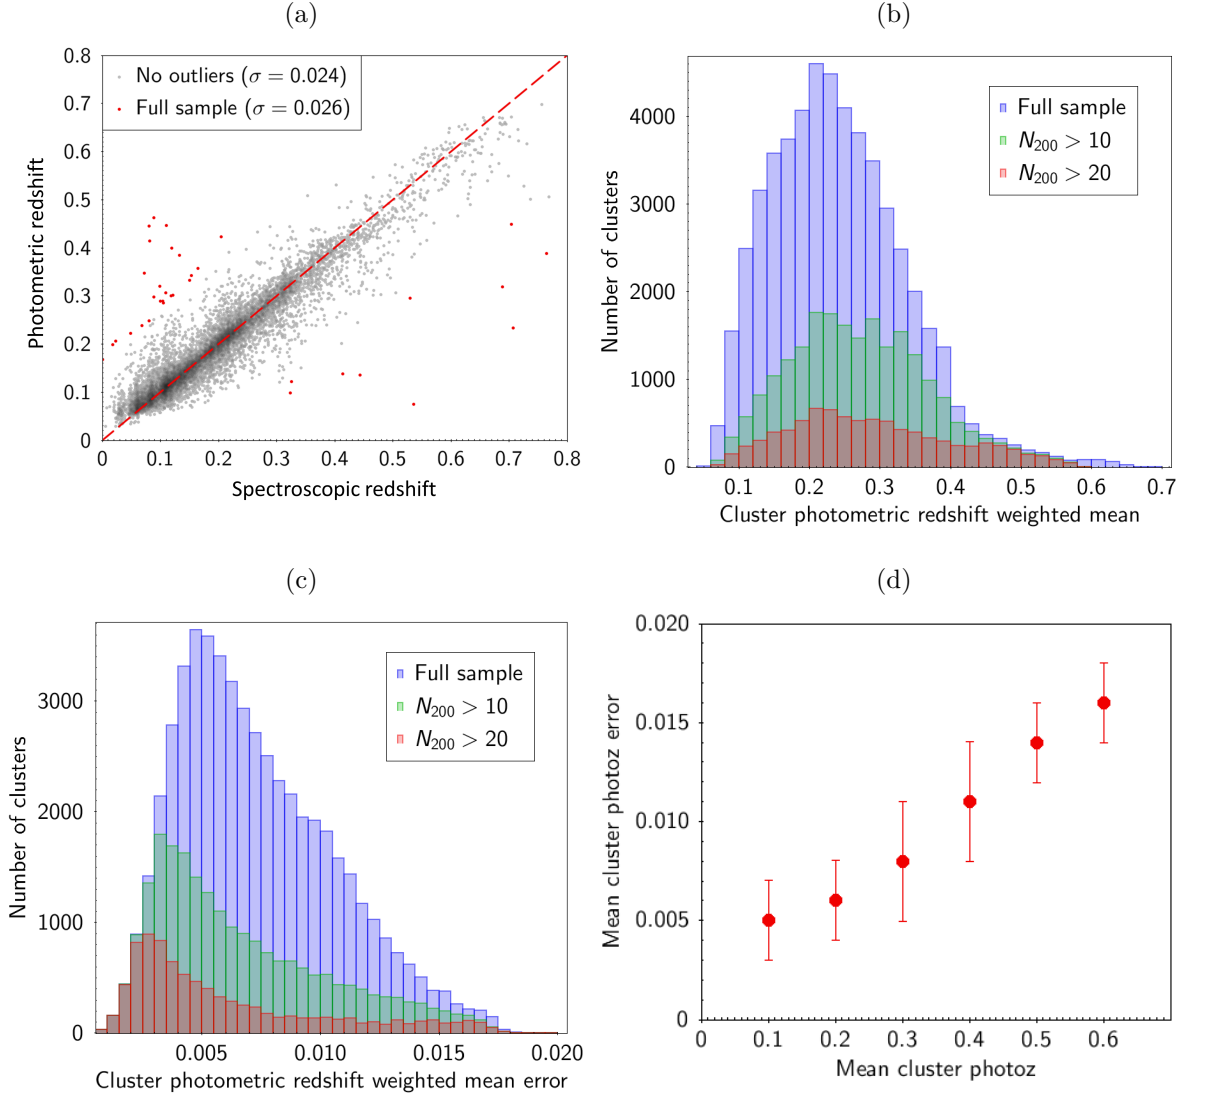 (a)
0.8
0.7
0.6
0.5
0.4
0.3
0.2
0.1
0
No outliers (σ = 0.024)
Full sample (σ = 0.026)
Photometric redshift
0 0.1 0.2 0.3 0.4 0.5 0.6 0.7 0.8
Spectroscopic redshift
(b)
4000
3000
2000
1000
0
Full sample
N200 > 10
N200 > 20
Number of clusters
0.1 0.2 0.3 0.4 0.5 0.6 0.7
Cluster photometric redshift weighted mean
(c)
3000
2000
1000
0
Full sample
N200 > 10
N200 > 20
Number of clusters
0.005 0.010 0.015 0.020
Cluster photometric redshift weighted mean error
(d)
0.020
0.015
0.010
0.005
0
Mean cluster photoz error
0 0.1 0.2 0.3 0.4 0.5 0.6
Mean cluster photoz